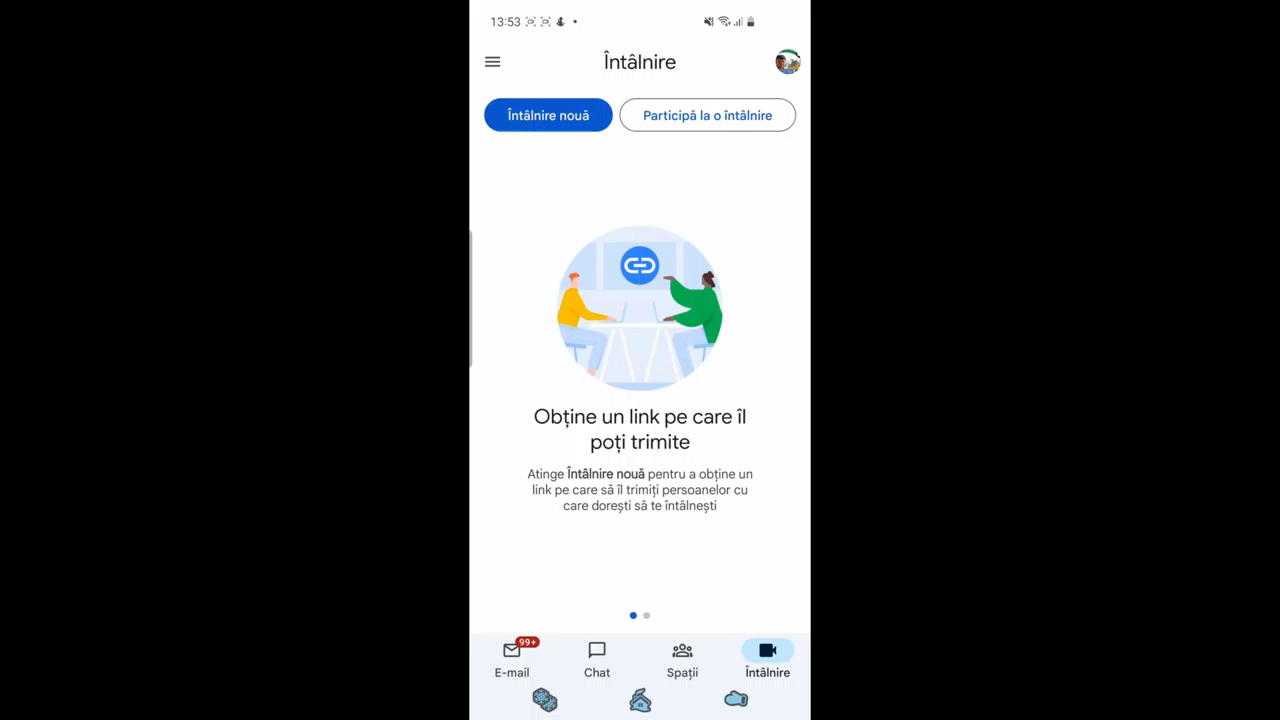 13:53
Întâlnire
Întâlnire nouă
Participă la o întâlnire
Obține un link pe care îl
poți trimite
Atinge Întâlnire nouă pentru a obține un
link pe care să îl trimiți persoanelor cu
care dorești să te întâlnești
99+
E-mail
Chat
Spații
Întâlnire